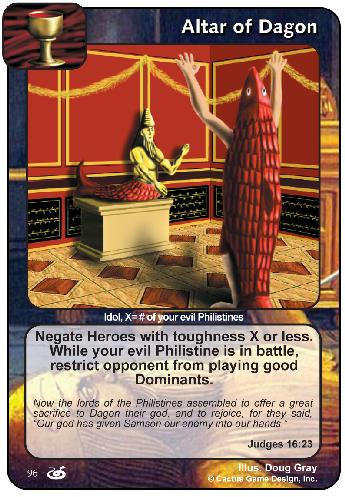 Altar of Dagon
Idol, X= # of your evil Philistines
Negate Heroes with toughness X or less.
While your evil Philistine is in battle,
restrict opponent from playing good
Dominants.
Now the lords of the Philistines assembled to offer a great
sacrifice to Dagon their god, and to rejoice, for they said,
"Our god has given Samson our enemy into our hands."
Judges 16:23
96
Illus. Doug Gray
© Cactus Game Design, Inc.